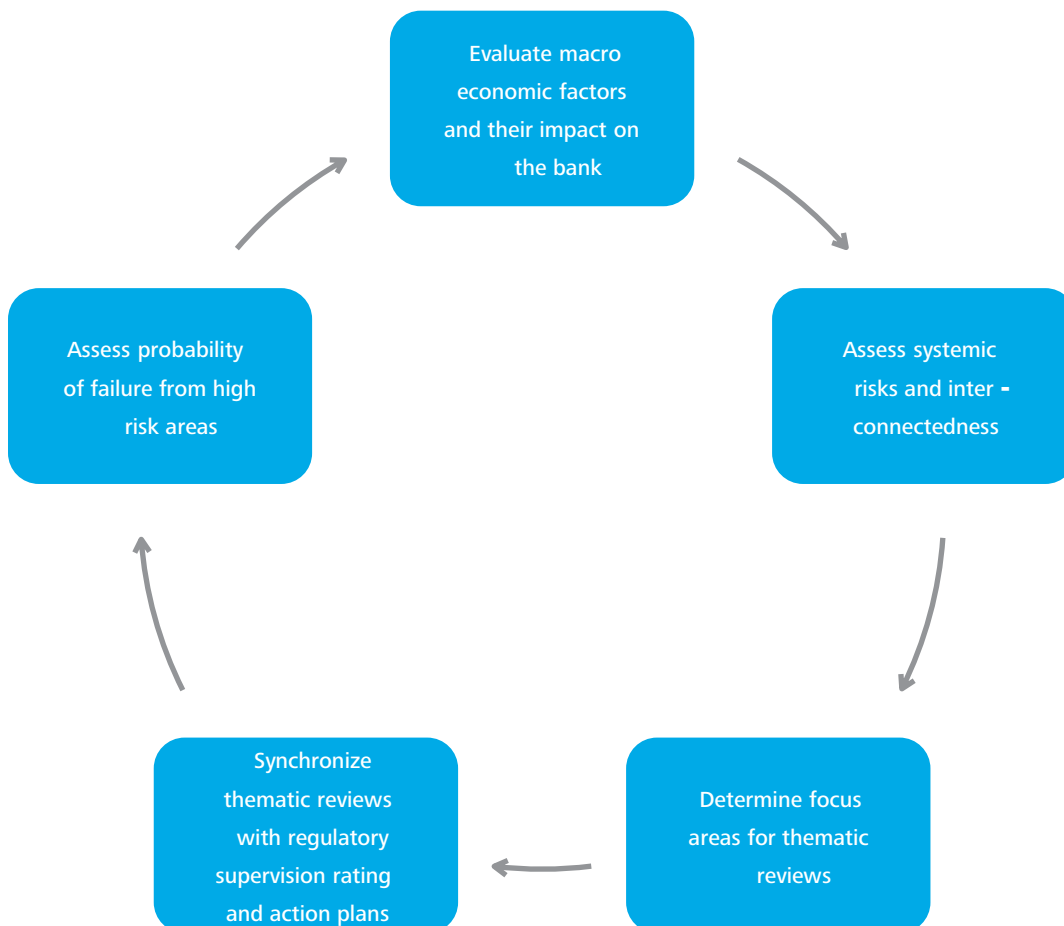 Evaluate macro
economic factors
and their impact on
the bank
Assess probability
of failure from high
risk areas
Assess systemic
risks and inter -
connectedness
Synchronize
thematic reviews
with regulatory
supervision rating
and action plans
Determine focus
areas for thematic
reviews